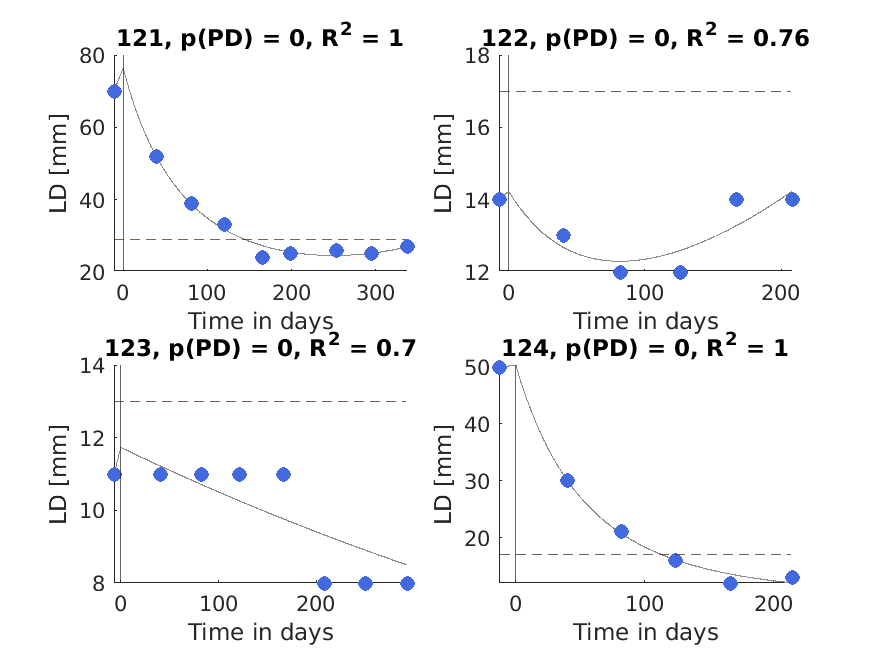 121, p(PD) = 0, R² = 1
80
60
40
20
LD [mm]
0 100 200 300
Time in days
122, p(PD) = 0, R² = 0.76
18
16
14
12
LD [mm]
0 100 200
Time in days
123, p(PD) = 0, R² = 0.7
14
12
10
8
LD [mm]
0 100 200
Time in days
124, p(PD) = 0, R² = 1
50
40
30
20
LD [mm]
0 100 200
Time in days